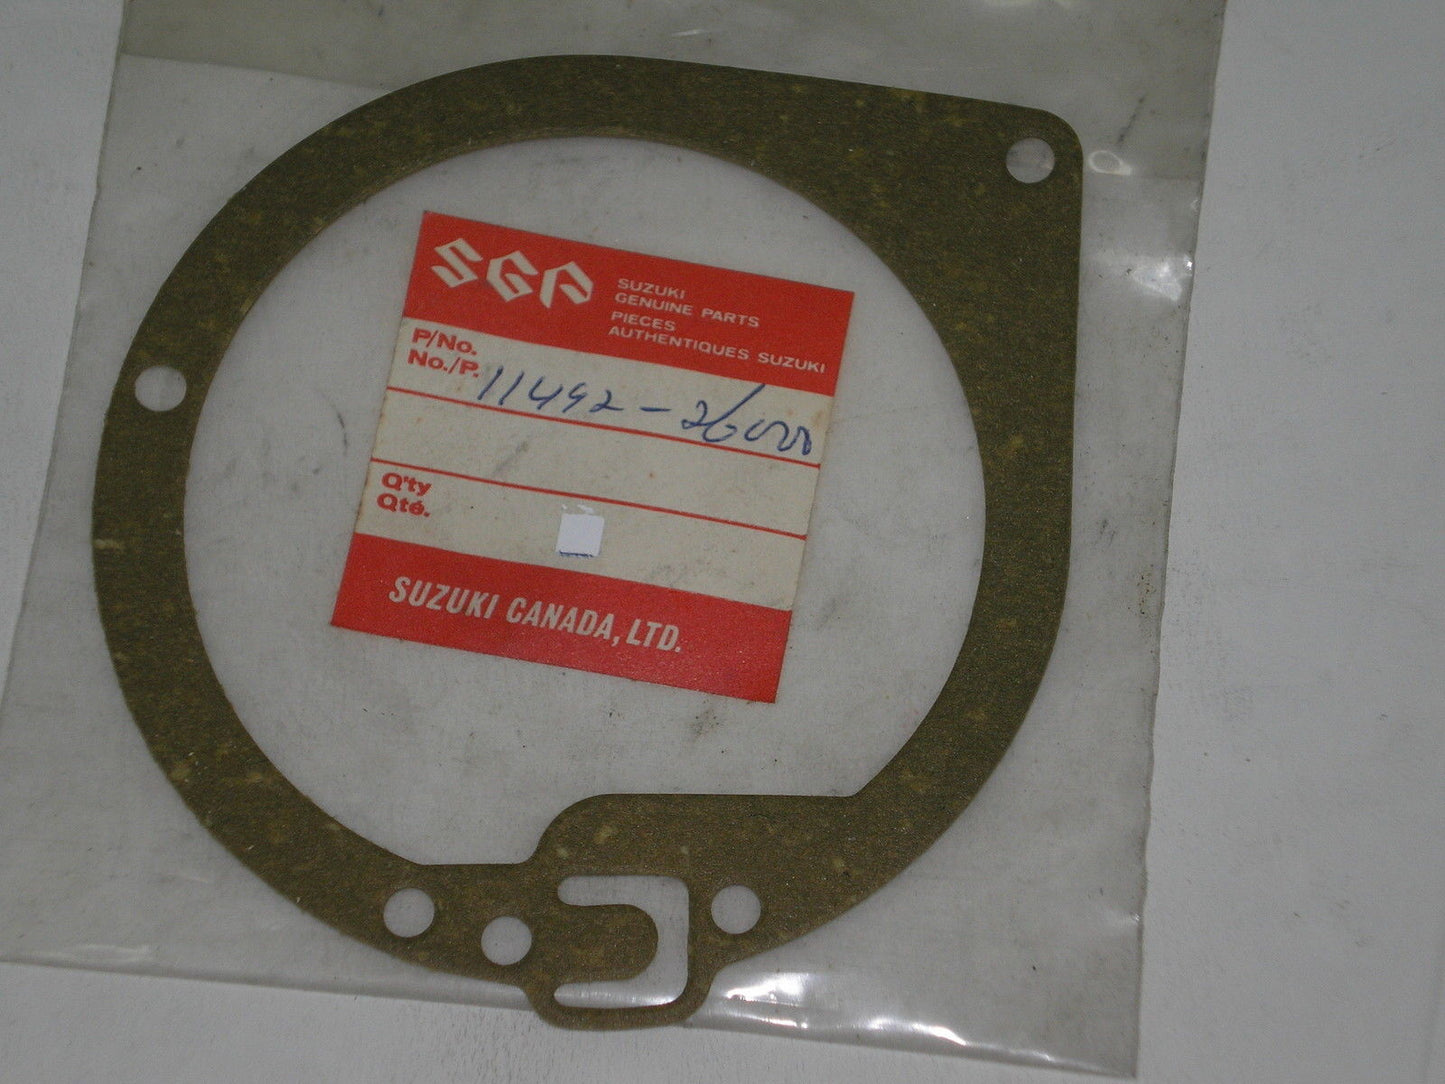 SGP
SUZUKI
GENUINE PARTS
PIECES
AUTHENTIQUES SUZUKI
P/No.
No./P. 11492-26000
Q'ty
Qté.
SUZUKI CANADA, LTD.